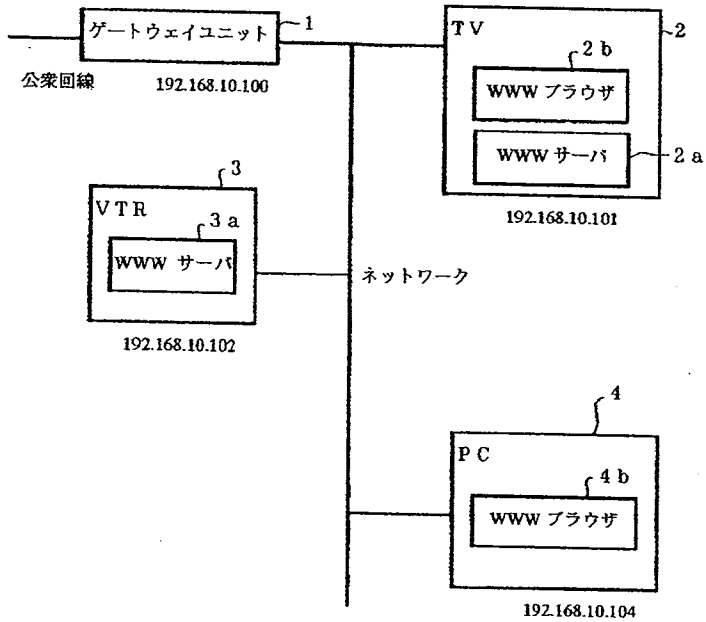 ゲートウェイユニット
1
公衆回線
192.168.10.100
TV
2
2b
WWW ブラウザ
WWW サーバ
2a
192.168.10.101
3
VTR
3a
WWW サーバ
192.168.10.102
ネットワーク
4
PC
4b
WWW ブラウザ
192.168.10.104